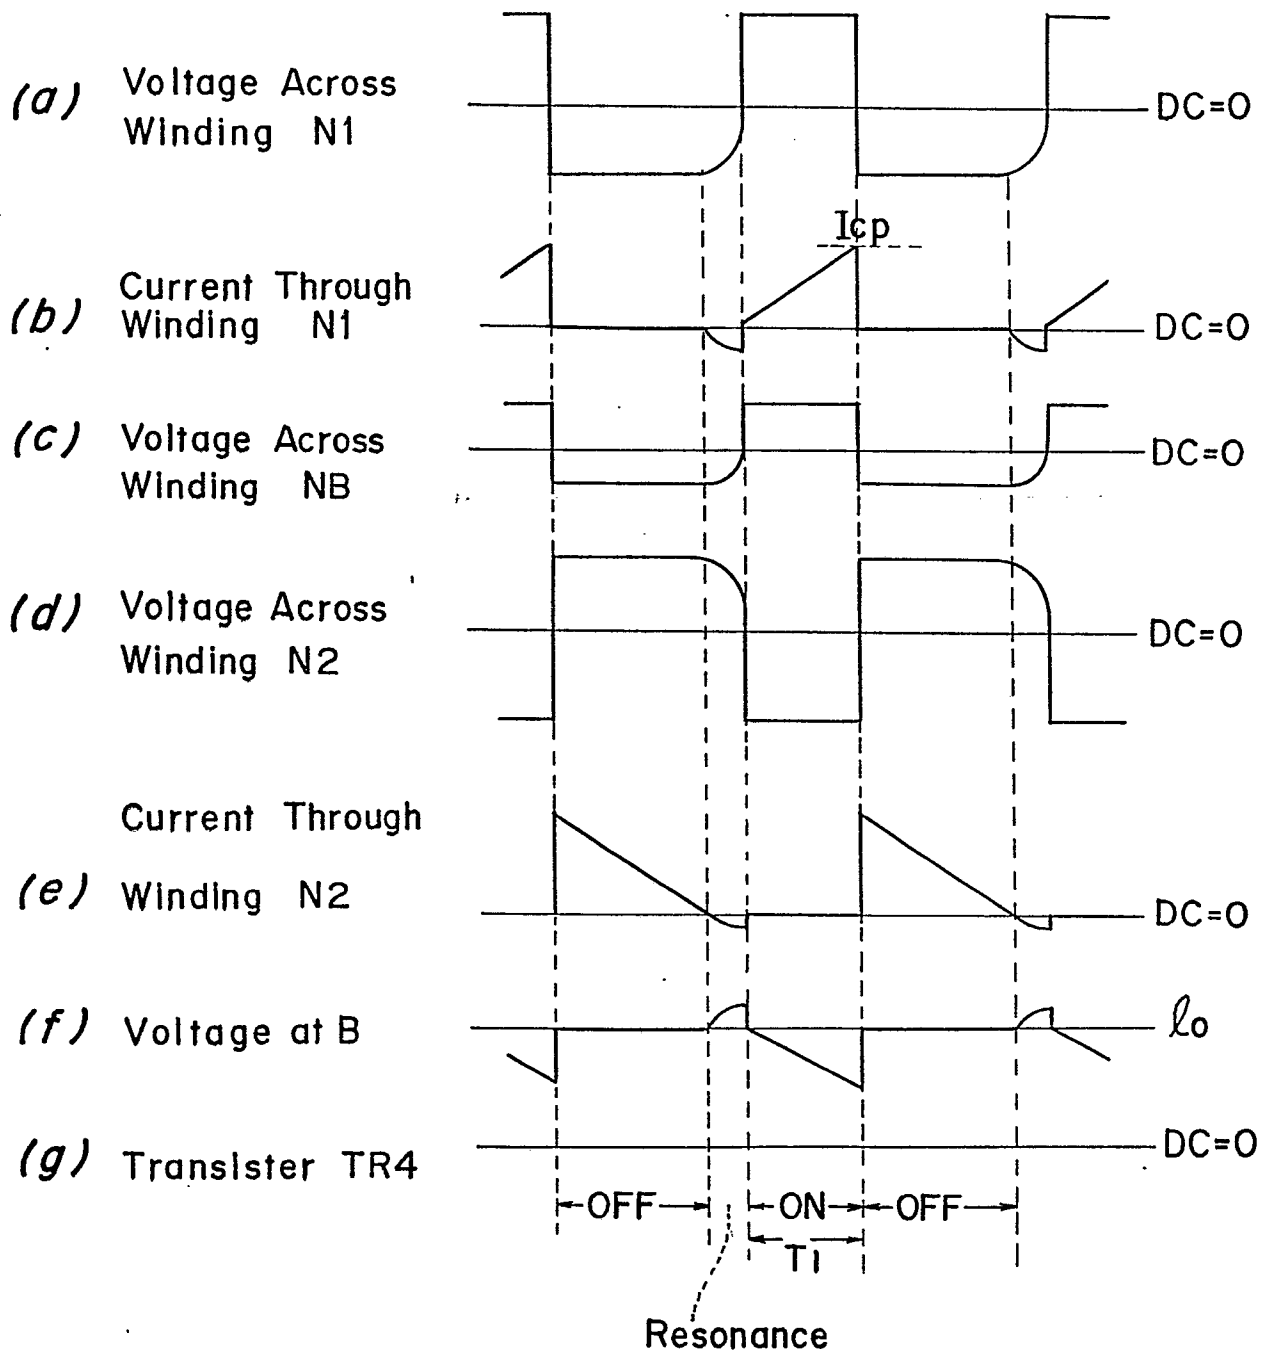 (a) Voltage Across
Winding N1
DC=0
Icp
(b) Current Through
Winding N1
DC=0
(c) Voltage Across
Winding NB
DC=0
(d) Voltage Across
Winding N2
DC=0
Current Through
(e) Winding N2
DC=0
(f) Voltage at B
lo
(g) Transister TR4
DC=0
OFF ON OFF
T1
Resonance